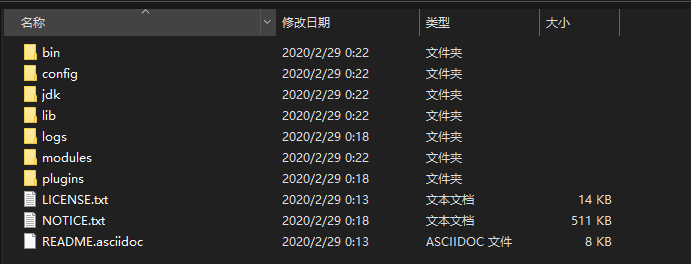 名称 修改日期 类型 大小
bin 2020/2/29 0:22 文件夹
config 2020/2/29 0:22 文件夹
jdk 2020/2/29 0:22 文件夹
lib 2020/2/29 0:22 文件夹
logs 2020/2/29 0:18 文件夹
modules 2020/2/29 0:22 文件夹
plugins 2020/2/29 0:18 文件夹
LICENSE.txt 2020/2/29 0:13 文本文档 14 KB
NOTICE.txt 2020/2/29 0:18 文本文档 511 KB
README.asciidoc 2020/2/29 0:13 ASCIIDOC 文件 8 KB